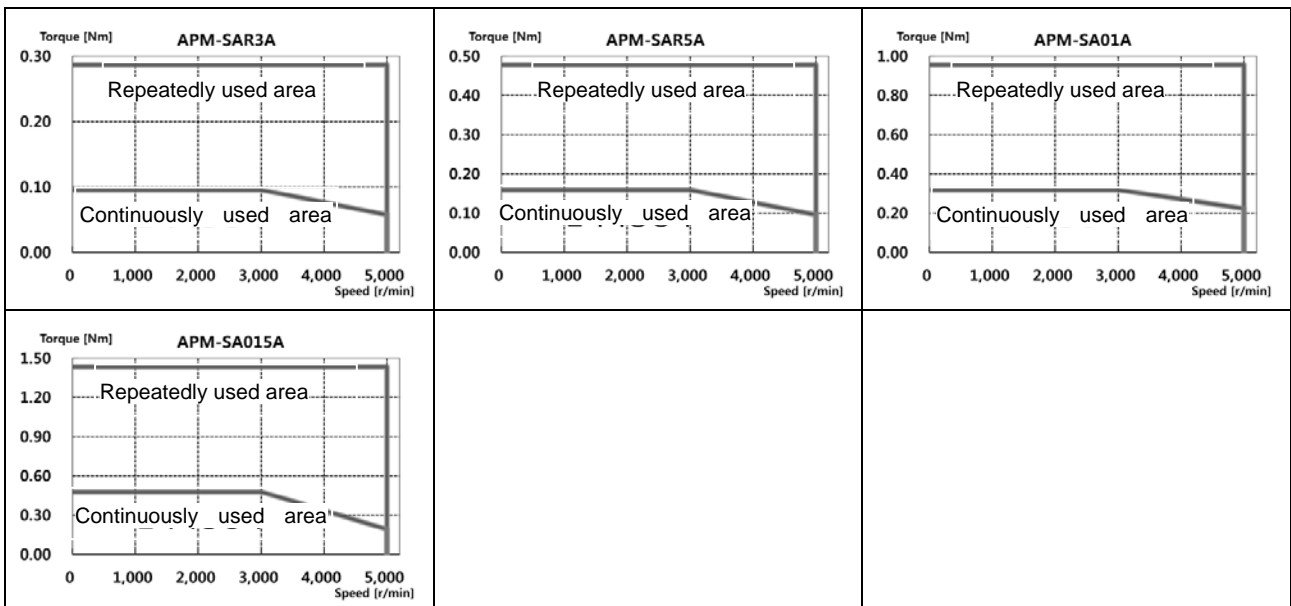 Torque [Nm] APM-SAR3A
0.30
Repeatedly used area
0.20
0.10
Continuously used area
0.00
0 1,000 2,000 3,000 4,000 5,000
Speed [r/min]
Torque [Nm] APM-SAR5A
0.50
0.40 Repeatedly used area
0.30
0.20
0.10 Continuously used area
0.00
0 1,000 2,000 3,000 4,000 5,000
Speed [r/min]
Torque [Nm] APM-SA01A
1.00
0.80 Repeatedly used area
0.60
0.40
0.20 Continuously used area
0.00
0 1,000 2,000 3,000 4,000 5,000
Speed [r/min]
Torque [Nm] APM-SA015A
1.50
1.20 Repeatedly used area
0.90
0.60
0.30 Continuously used area
0.00
0 1,000 2,000 3,000 4,000 5,000
Speed [r/min]